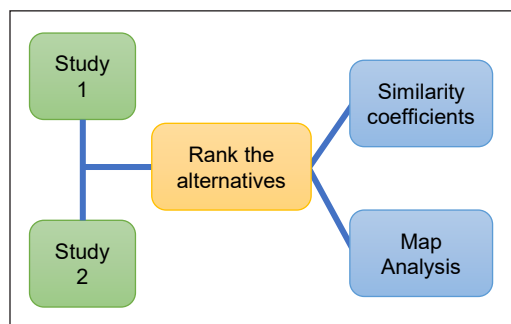 Study
1
Study
2
Rank the
alternatives
Similarity
coefficients
Map
Analysis